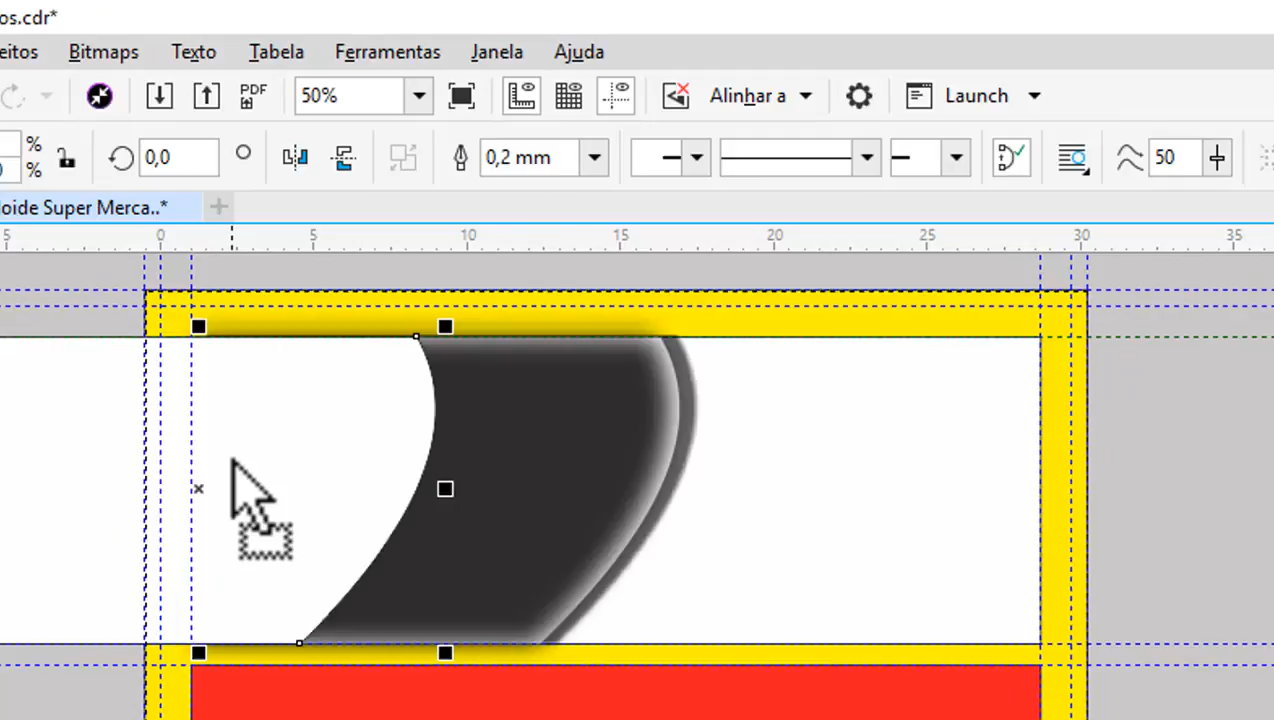 os.cdr*
eitos Bitmaps Texto Tabela Ferramentas Janela Ajuda
PDF 50% Alinhar a Launch
% % 0,0 0,2 mm 50
loide Super Merca..*
5 0 5 10 15 20 25 30 35